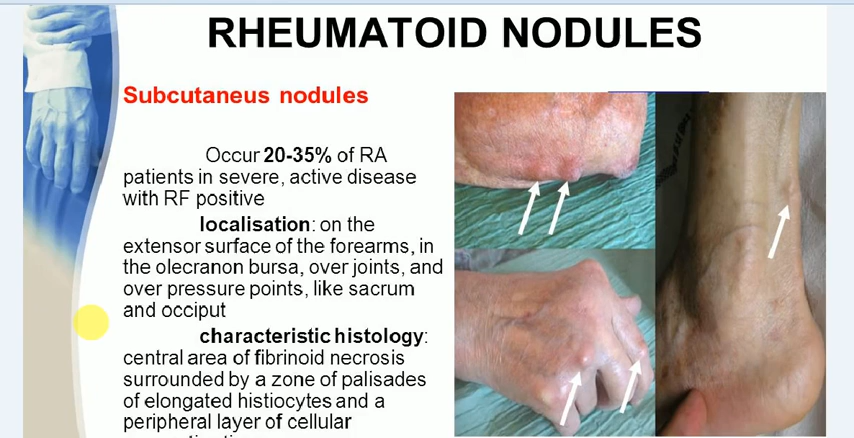 RHEUMATOID NODULES
Subcutaneus nodules
Occur 20-35% of RA
patients in severe, active disease
with RF positive
localisation: on the
extensor surface of the forearms, in
the olecranon bursa, over joints, and
over pressure points, like sacrum
and occiput
characteristic histology:
central area of fibrinoid necrosis
surrounded by a zone of palisades
of elongated histiocytes and a
peripheral layer of cellular